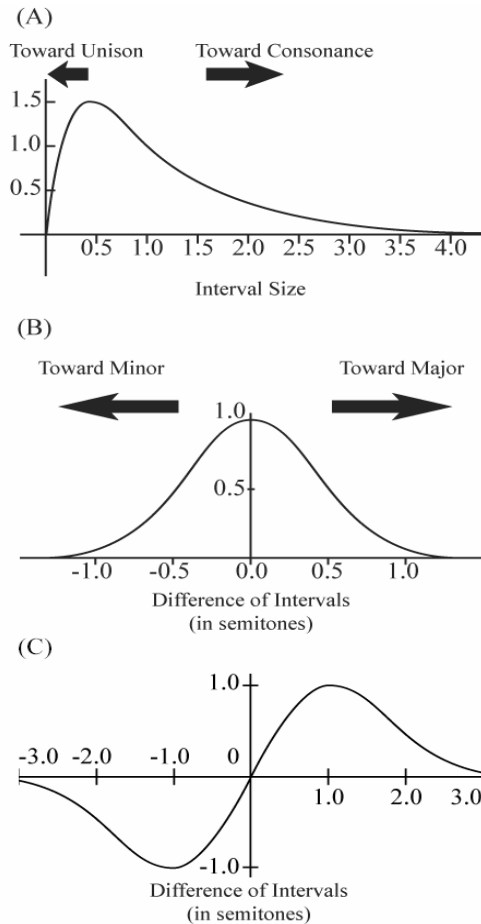 (A)
Toward Unison Toward Consonance
1.5
1.0
0.5
0.5 1.0 1.5 2.0 2.5 3.0 3.5 4.0
Interval Size
(B)
Toward Minor Toward Major
1.0
0.5
-1.0 -0.5 0.0 0.5 1.0
Difference of Intervals
(in semitones)
(C)
1.0
-3.0 -2.0 -1.0 0
1.0 2.0 3.0
-1.0
Difference of Intervals
(in semitones)